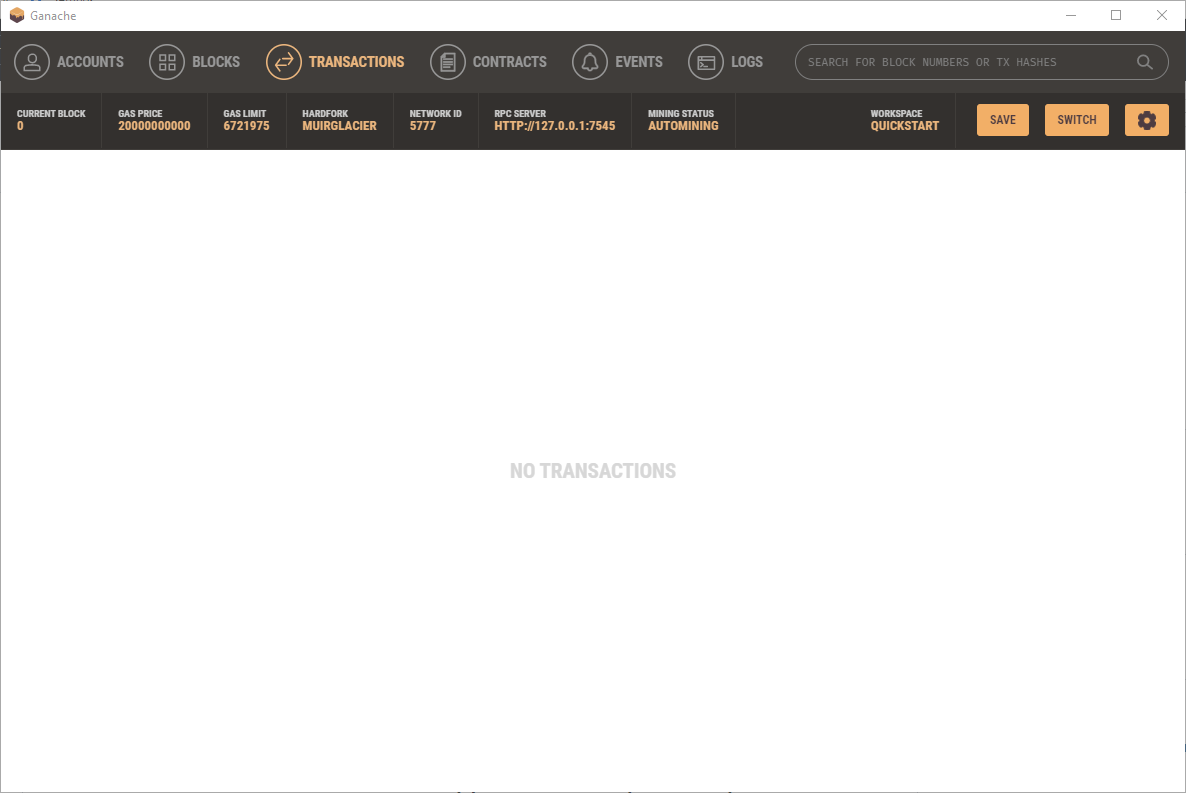 Ganache
ACCOUNTS BLOCKS TRANSACTIONS CONTRACTS EVENTS LOGS SEARCH FOR BLOCK NUMBERS OR TX HASHES
CURRENT BLOCK GAS PRICE GAS LIMIT HARDFORK NETWORK ID RPC SERVER MINING STATUS WORKSPACE
0 20000000000 6721975 MUIRGLACIER 5777 HTTP://127.0.0.1:7545 AUTOMINING QUICKSTART SAVE SWITCH
NO TRANSACTIONS